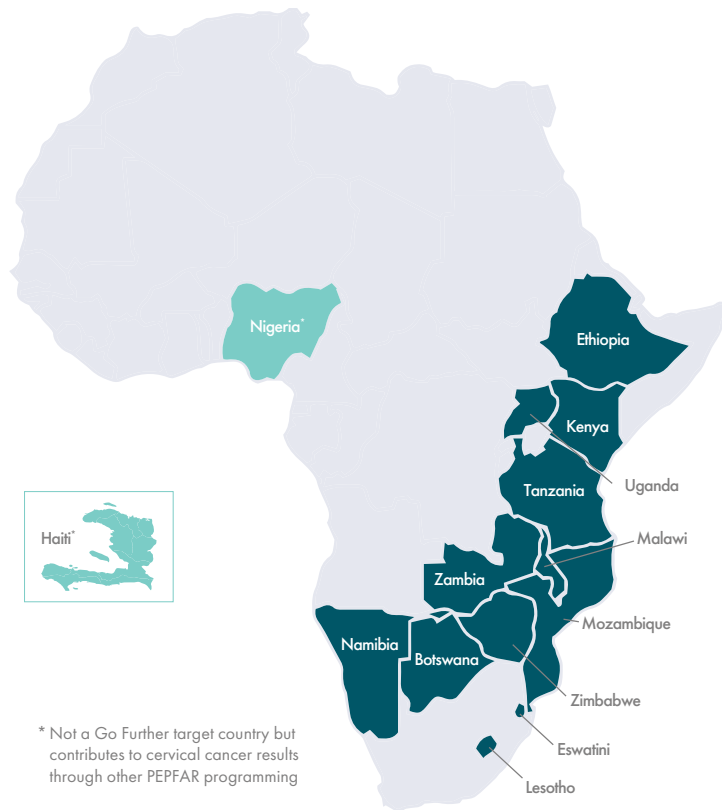 Nigeria*
Ethiopia
Kenya
Uganda
Tanzania
Haiti*
Malawi
Zambia
Mozambique
Namibia
Botswana
Zimbabwe
* Not a Go Further target country but
contributes to cervical cancer results
through other PEPFAR programming
Eswatini
Lesotho